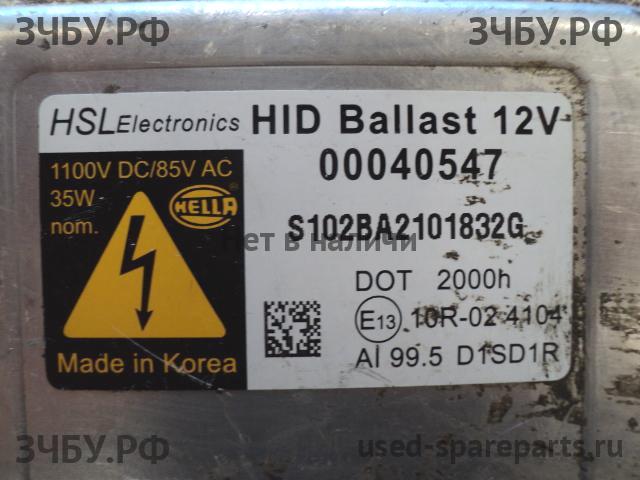 ЗЧБУ.РФ ЗЧБУ.РФ
HSL Electronics HID Ballast 12V
1100V DC/85V AC
00040547
35W
HELLA
nom.
S102BA2101832G
нет в наличи
DOT 2000h
E13 10R-02 4104
Made in Korea
AI 99.5 D1SD1R
ЗЧБУ.РФ used-spareparts.ru